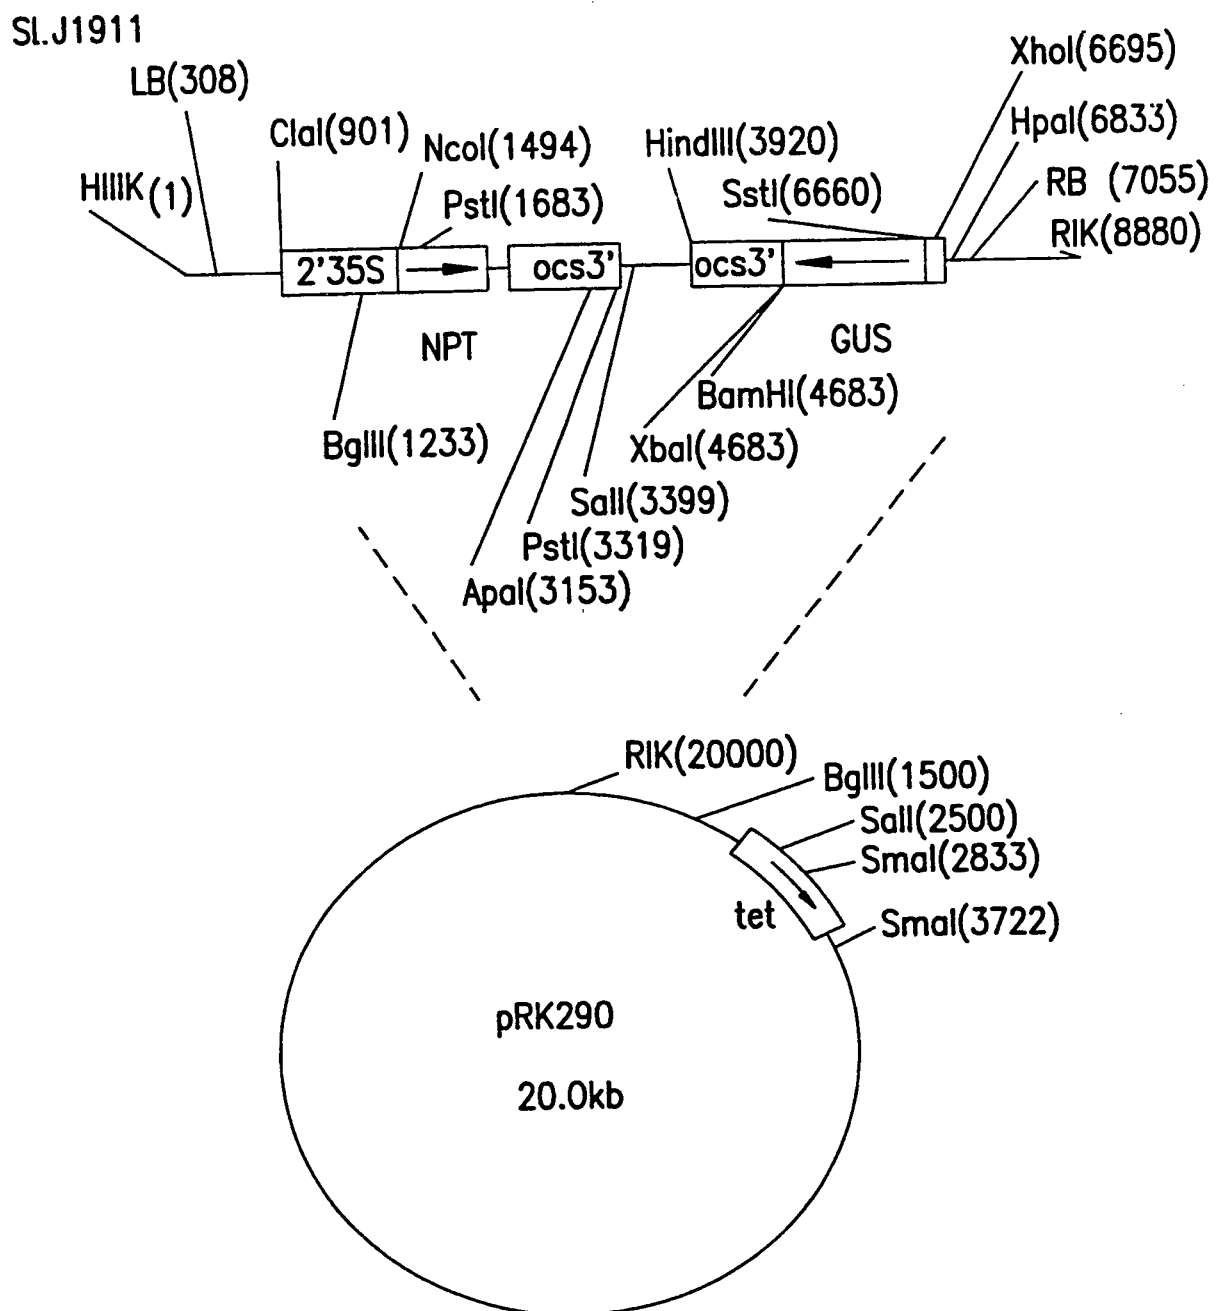 SLJ1911
LB(308)
XhoI(6695)
ClaI(901)
NcoI(1494)
HindIII(3920)
HpaI(6833)
HIIIK(1)
PstI(1683)
SstI(6660)
RB (7055)
RIK(8880)
2'35S
ocs3'
ocs3'
NPT
GUS
BglII(1233)
BamHI(4683)
XbaI(4683)
SalI(3399)
PstI(3319)
ApaI(3153)
RIK(20000)
BglII(1500)
SalI(2500)
SmaI(2833)
tet
SmaI(3722)
pRK290
20.0kb